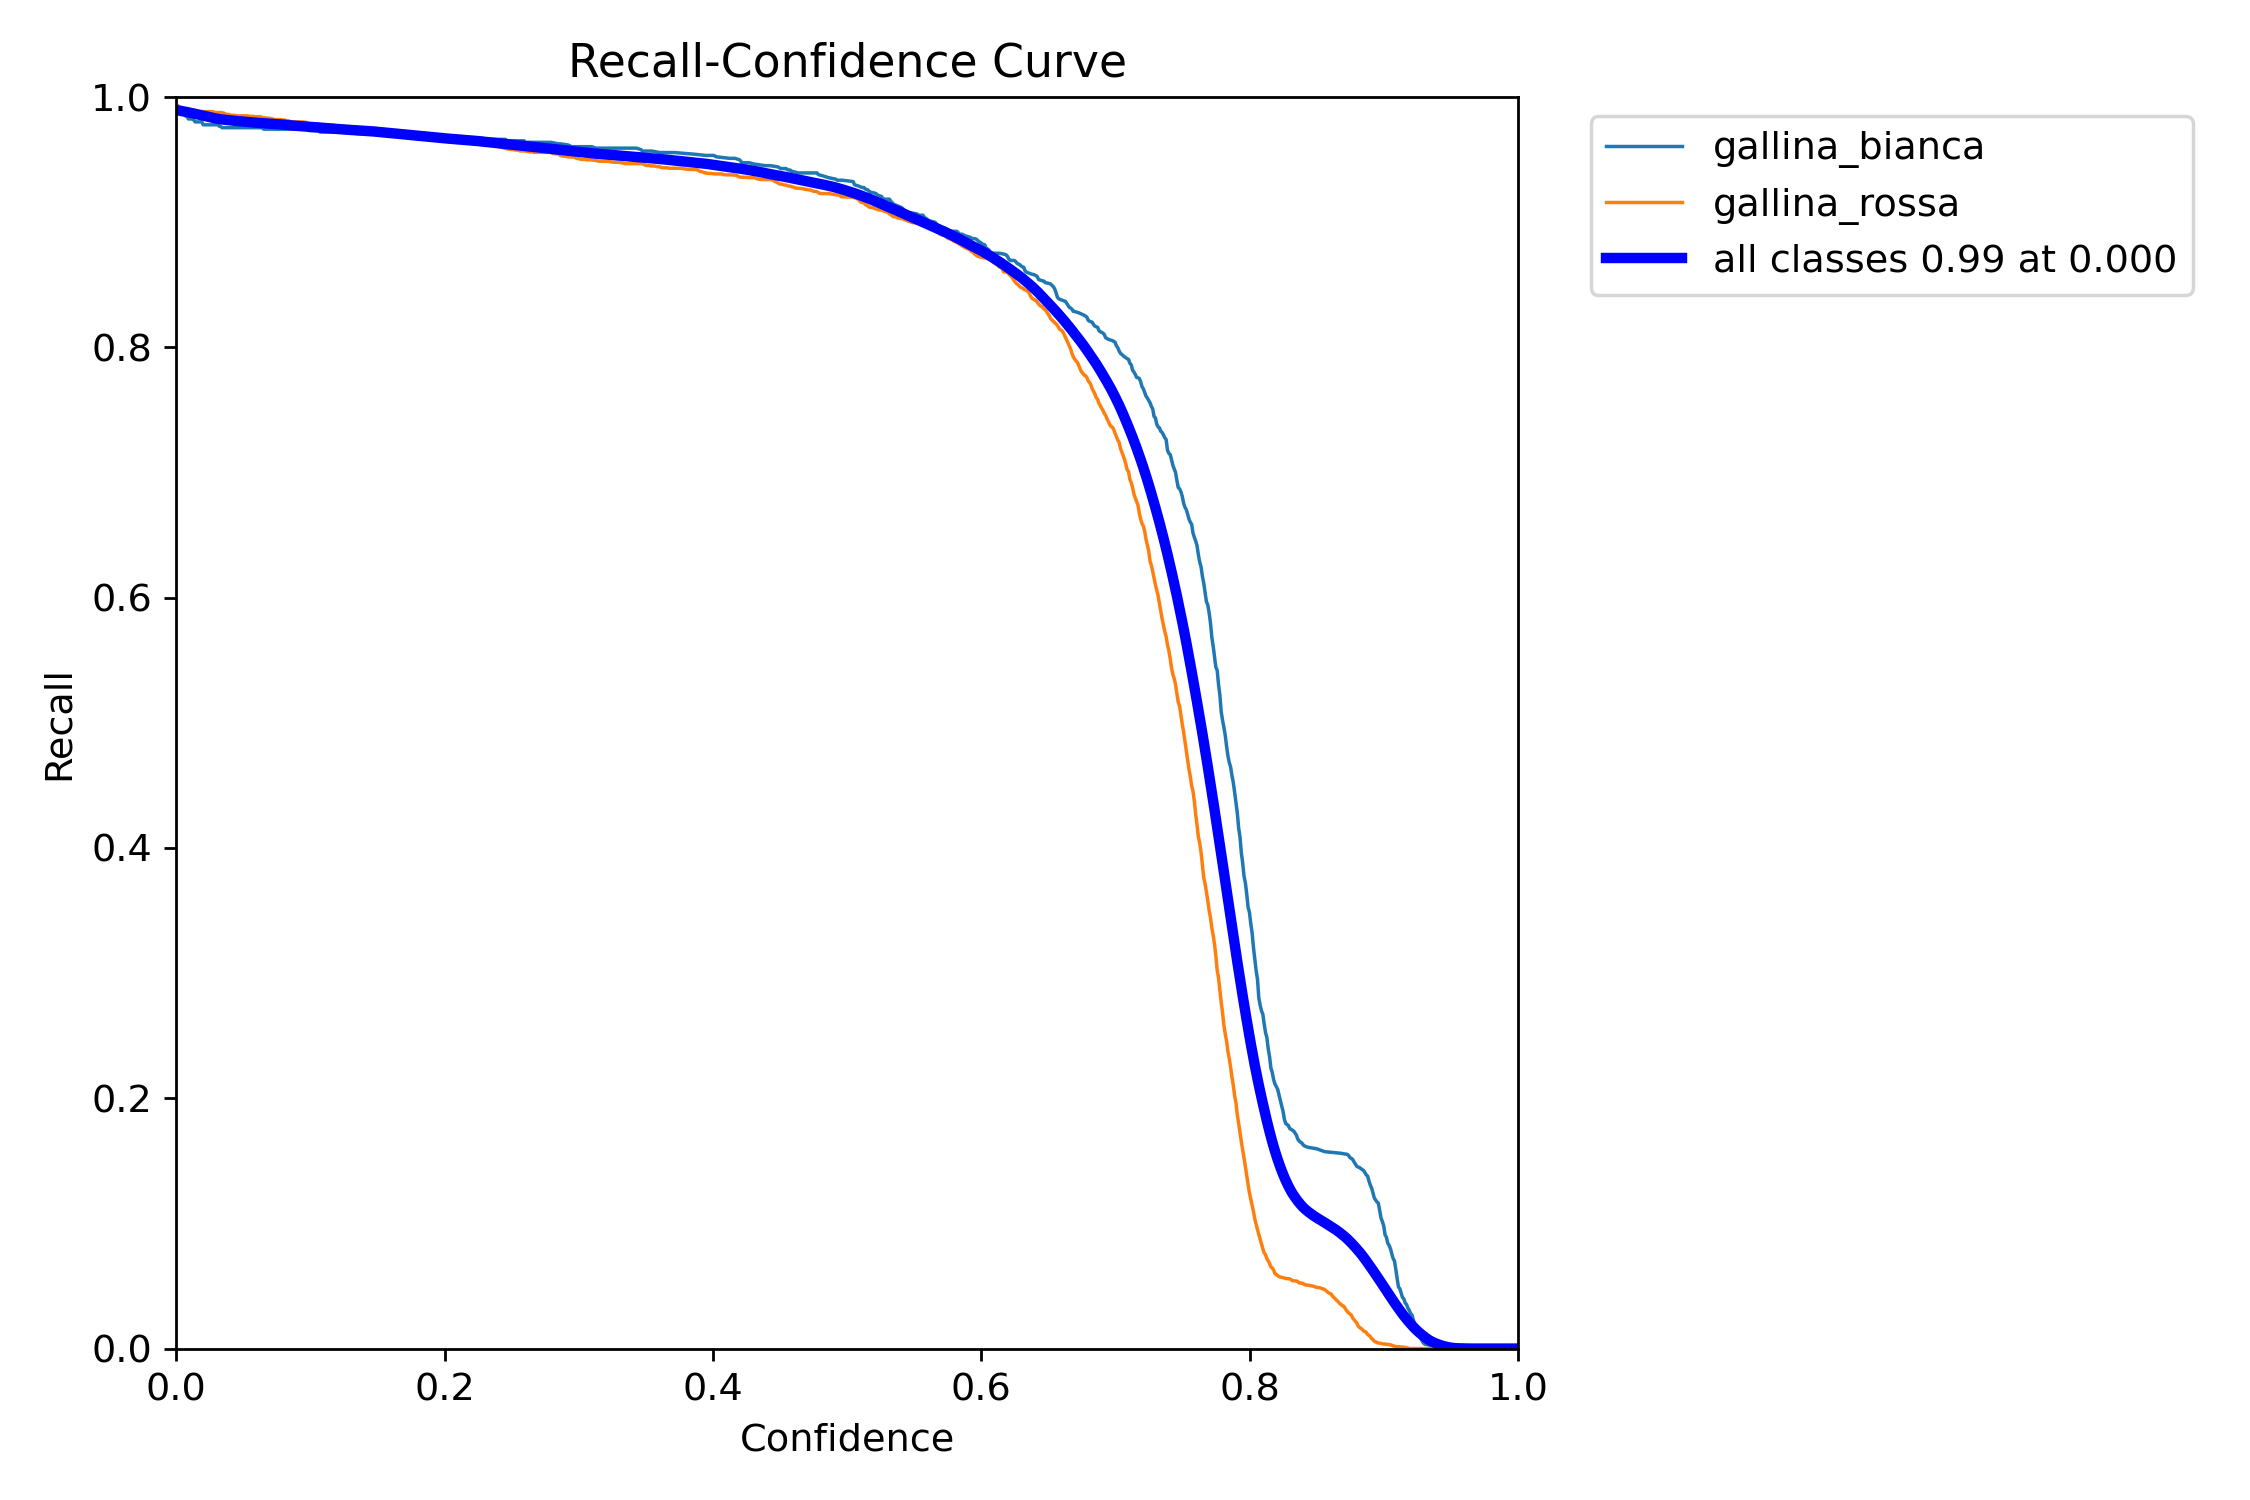 Recall-Confidence Curve
1.0
0.8
0.6
0.4
0.2
0.0
Recall
0.0 0.2 0.4 0.6 0.8 1.0
Confidence
gallina_bianca
gallina_rossa
all classes 0.99 at 0.000